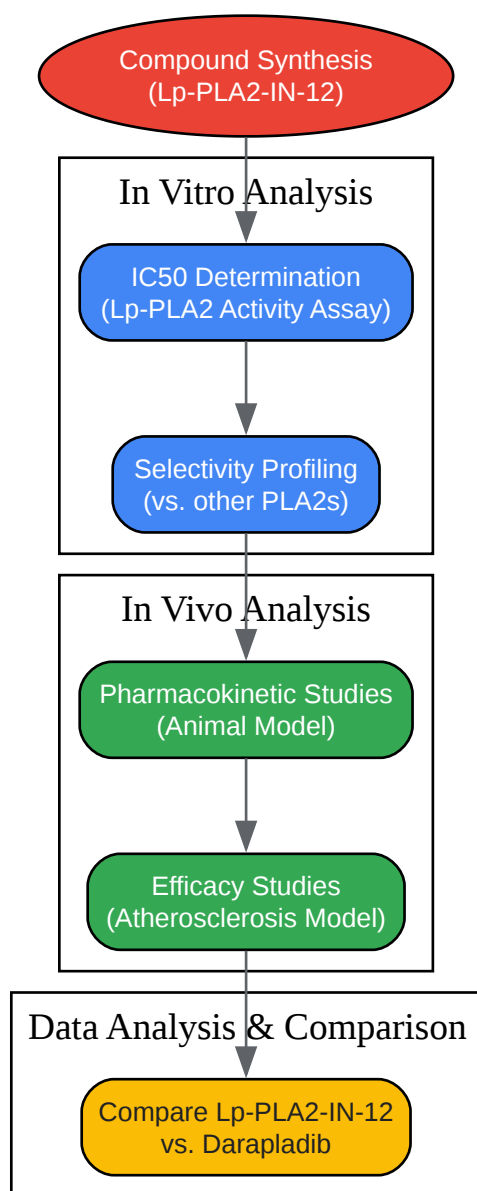 Compound Synthesis
(Lp-PLA2-IN-12)
In Vitro Analysis
IC50 Determination
(Lp-PLA2 Activity Assay)
Selectivity Profiling
(vs. other PLA2s)
In Vivo Analysis
Pharmacokinetic Studies
(Animal Model)
Efficacy Studies
(Atherosclerosis Model)
Data Analysis & Comparison
Compare Lp-PLA2-IN-12
vs. Darapladib